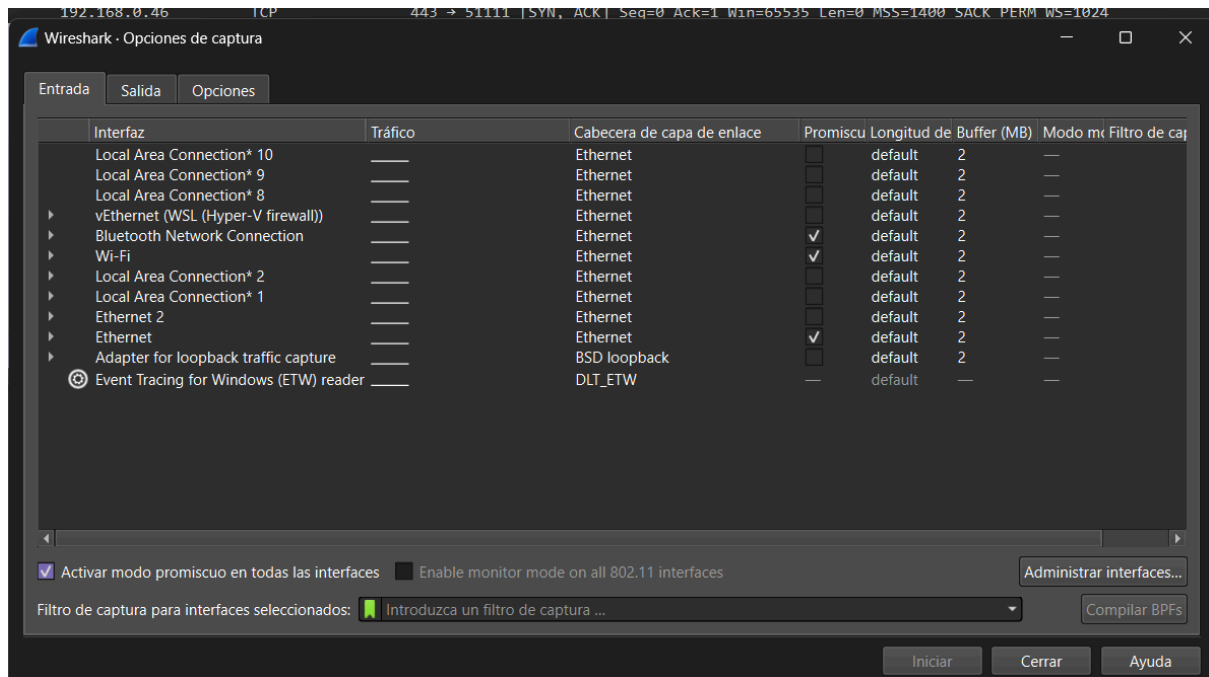 192.168.0.46 TCP 443 → 51111 [SYN, ACK] Seq=0 Ack=1 Win=65535 Len=0 MSS=1400 SACK_PERM WS=1024
Wireshark · Opciones de captura
Entrada Salida Opciones
Interfaz Tráfico Cabecera de capa de enlace Promiscu Longitud de Buffer (MB) Modo mo Filtro de cap
Local Area Connection* 10 Ethernet default 2 —
Local Area Connection* 9 Ethernet default 2 —
Local Area Connection* 8 Ethernet default 2 —
vEthernet (WSL (Hyper-V firewall)) Ethernet default 2 —
Bluetooth Network Connection Ethernet default 2 —
Wi-Fi Ethernet default 2 —
Local Area Connection* 2 Ethernet default 2 —
Local Area Connection* 1 Ethernet default 2 —
Ethernet 2 Ethernet default 2 —
Ethernet Ethernet default 2 —
Adapter for loopback traffic capture BSD loopback default 2 —
Event Tracing for Windows (ETW) reader DLT_ETW — default — —
Activar modo promiscuo en todas las interfaces Enable monitor mode on all 802.11 interfaces Administrar interfaces...
Filtro de captura para interfaces seleccionados: Introduzca un filtro de captura ... Compilar BPFs
Iniciar Cerrar Ayuda